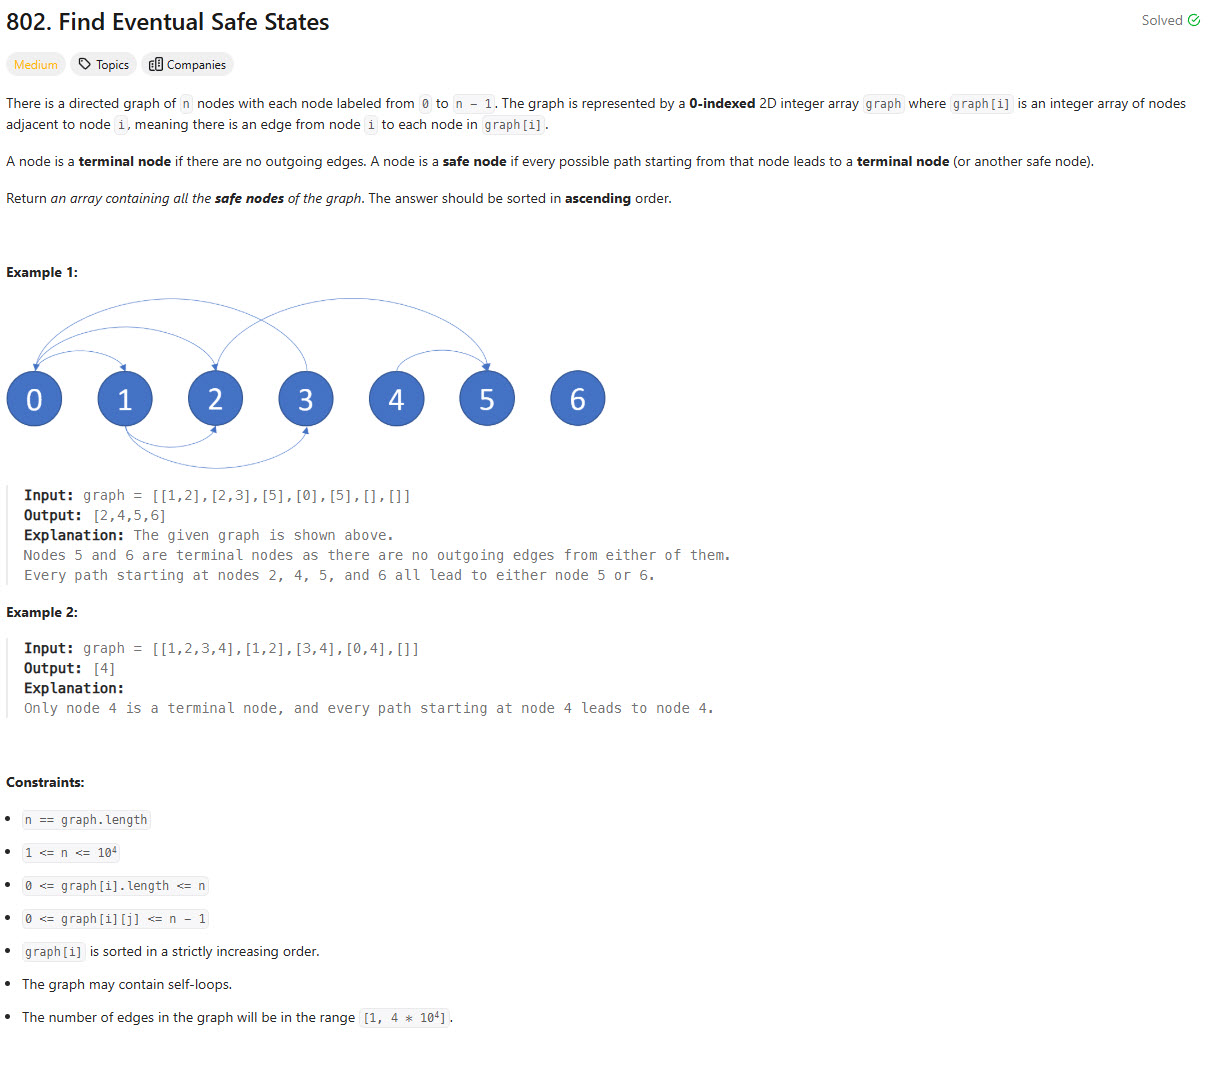 802. Find Eventual Safe States
Solved
Medium Topics Companies
There is a directed graph of n nodes with each node labeled from 0 to n - 1. The graph is represented by a 0-indexed 2D integer array graph where graph[i] is an integer array of nodes
adjacent to node i, meaning there is an edge from node i to each node in graph[i].
A node is a terminal node if there are no outgoing edges. A node is a safe node if every possible path starting from that node leads to a terminal node (or another safe node).
Return an array containing all the safe nodes of the graph. The answer should be sorted in ascending order.
Example 1:
0 1 2 3 4 5 6
Input: graph = [[1,2],[2,3],[5],[0],[5],[],[]]
Output: [2,4,5,6]
Explanation: The given graph is shown above.
Nodes 5 and 6 are terminal nodes as there are no outgoing edges from either of them.
Every path starting at nodes 2, 4, 5, and 6 all lead to either node 5 or 6.
Example 2:
Input: graph = [[1,2,3,4],[1,2],[3,4],[0,4],[]]
Output: [4]
Explanation:
Only node 4 is a terminal node, and every path starting at node 4 leads to node 4.
Constraints:
• n == graph.length
• 1 <= n <= 10⁴
• 0 <= graph[i].length <= n
• 0 <= graph[i][j] <= n - 1
• graph[i] is sorted in a strictly increasing order.
• The graph may contain self-loops.
• The number of edges in the graph will be in the range [1, 4 * 10⁴].